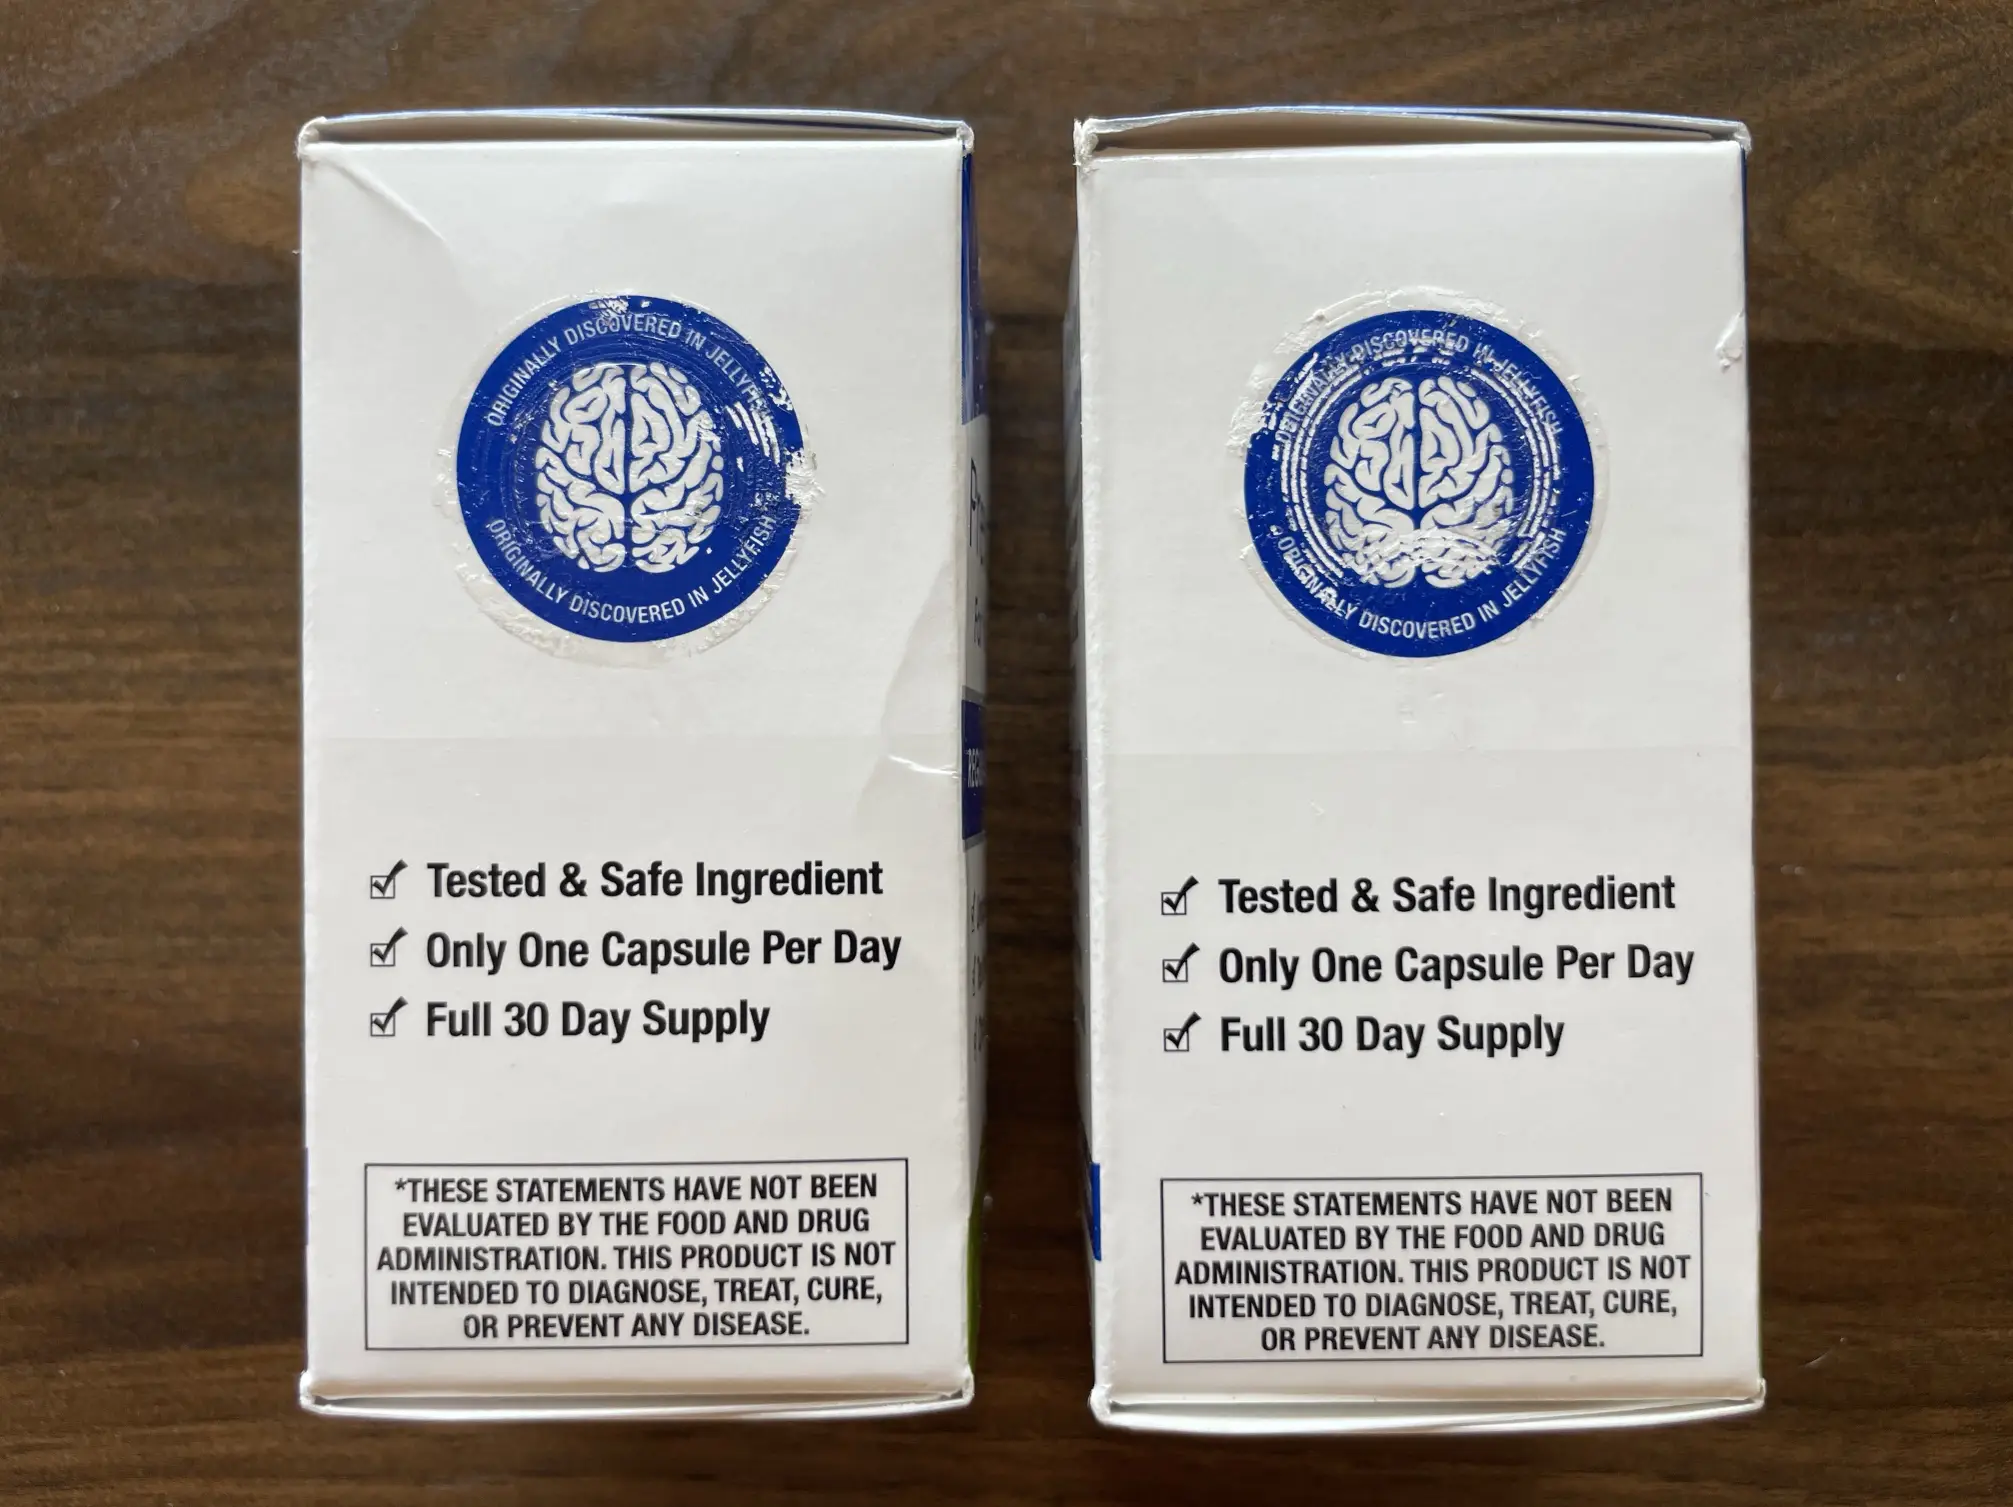 ORIGINALLY DISCOVERED IN
ORIGINALLY DISCOVERED IN JELLYFISH
Tested & Safe Ingredient
Only One Capsule Per Day
Full 30 Day Supply
*THESE STATEMENTS HAVE NOT BEEN
EVALUATED BY THE FOOD AND DRUG
ADMINISTRATION. THIS PRODUCT IS NOT
INTENDED TO DIAGNOSE, TREAT, CURE,
OR PREVENT ANY DISEASE.
ORIGINALLY DISCOVERED IN JELLYFISH
ORIGINALLY DISCOVERED IN JELLYFISH
Tested & Safe Ingredient
Only One Capsule Per Day
Full 30 Day Supply
*THESE STATEMENTS HAVE NOT BEEN
EVALUATED BY THE FOOD AND DRUG
ADMINISTRATION. THIS PRODUCT IS NOT
INTENDED TO DIAGNOSE, TREAT, CURE,
OR PREVENT ANY DISEASE.